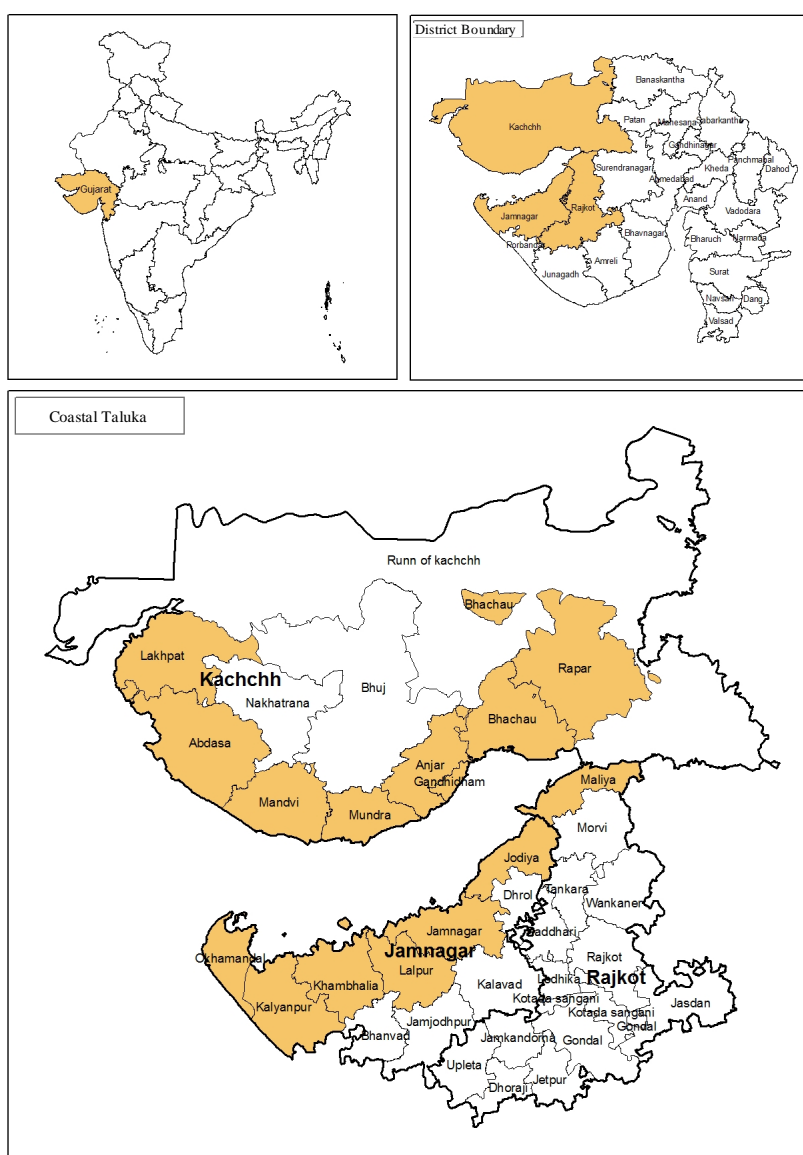 Gujarat
District Boundary
Banaskantha
Kachchh
Patan
Mahesana
Sabarkantha
Gandhinagar
Surendranagar
Ahmedabad
Kheda
Panchmahal
Dahod
Jamnagar
Rajkot
Anand
Vadodara
Porbandar
Bhavnagar
Bharuch
Narmada
Junagadh
Amreli
Surat
Navsari
Dang
Valsad
Coastal Taluka
Runn of kachchh
Bhachau
Lakhpat
Kachchh
Rapar
Nakhatrana
Bhuj
Bhachau
Abdasa
Anjar
Gandhidham
Mandvi
Mundra
Maliya
Morvi
Jodiya
Dhrol
Tankara
Wankaner
Jamnagar
Paddhari
Jamnagar
Rajkot
Okhamandal
Lalpur
Khambhalia
Kalavad
Lodhika
Rajkot
Kalyanpur
Kotada sangani
Jasdan
Kotada sangani
Jamjodhpur
Gondal
Bhanvad
Jamkandorna
Gondal
Upleta
Dhoraji
Jetpur